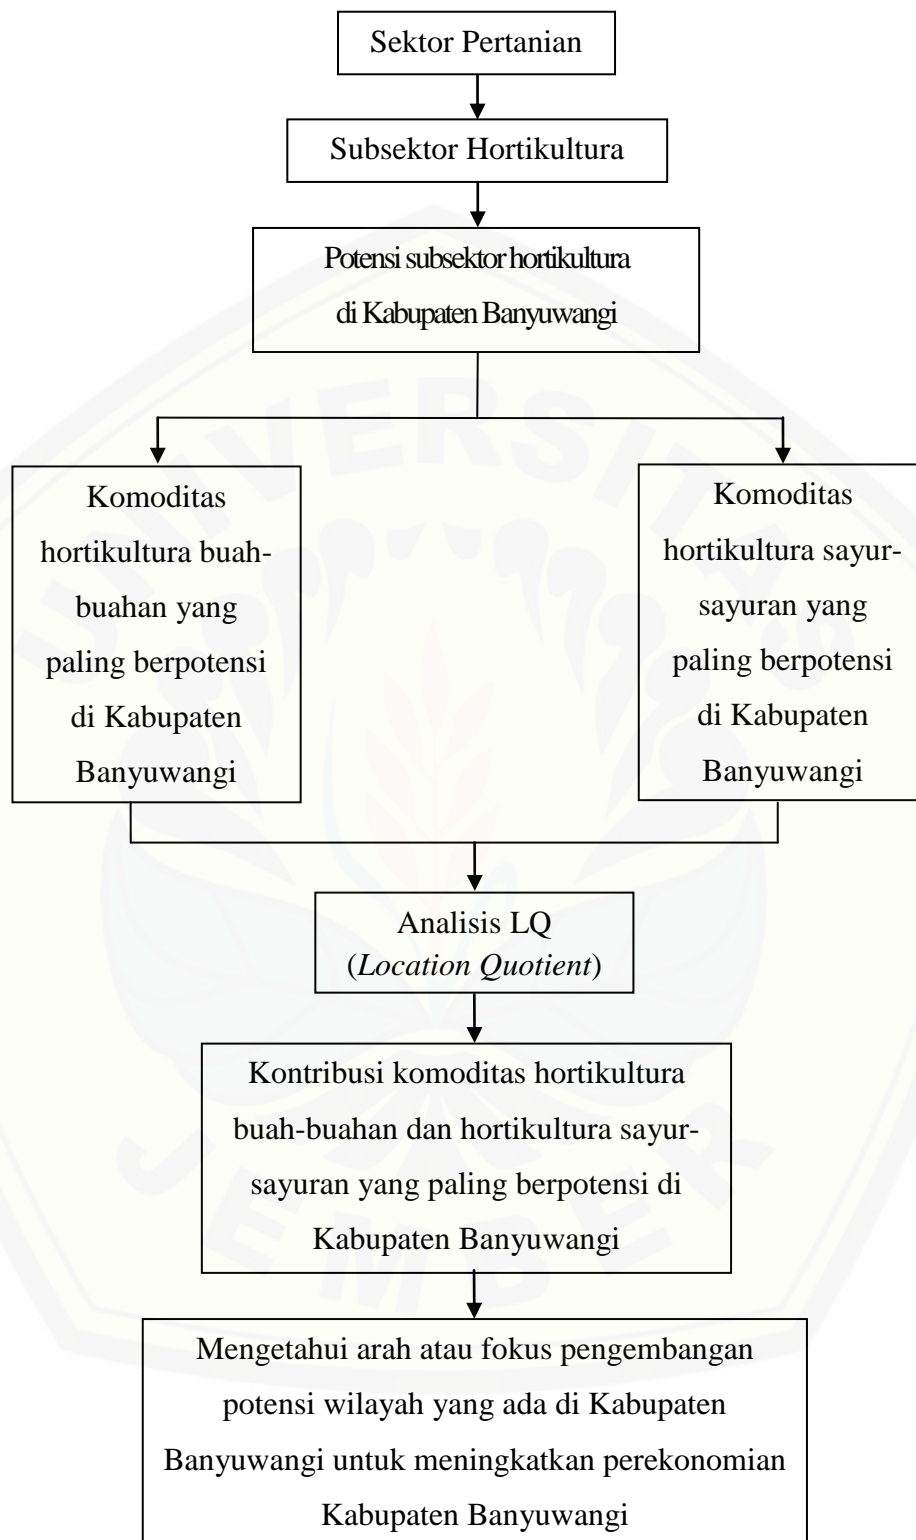 Sektor Pertanian
Subsektor Hortikultura
Potensi subsektor hortikultura
di Kabupaten Banyuwangi
Komoditas
hortikultura buah-
buahan yang
paling berpotensi
di Kabupaten
Banyuwangi
Komoditas
hortikultura sayur-
sayuran yang
paling berpotensi
di Kabupaten
Banyuwangi
Analisis LQ
(Location Quotient)
Kontribusi komoditas hortikultura
buah-buahan dan hortikultura sayur-
sayuran yang paling berpotensi di
Kabupaten Banyuwangi
Mengetahui arah atau fokus pengembangan
potensi wilayah yang ada di Kabupaten
Banyuwangi untuk meningkatkan perekonomian
Kabupaten Banyuwangi
UNIVERSITAS
JEMBER